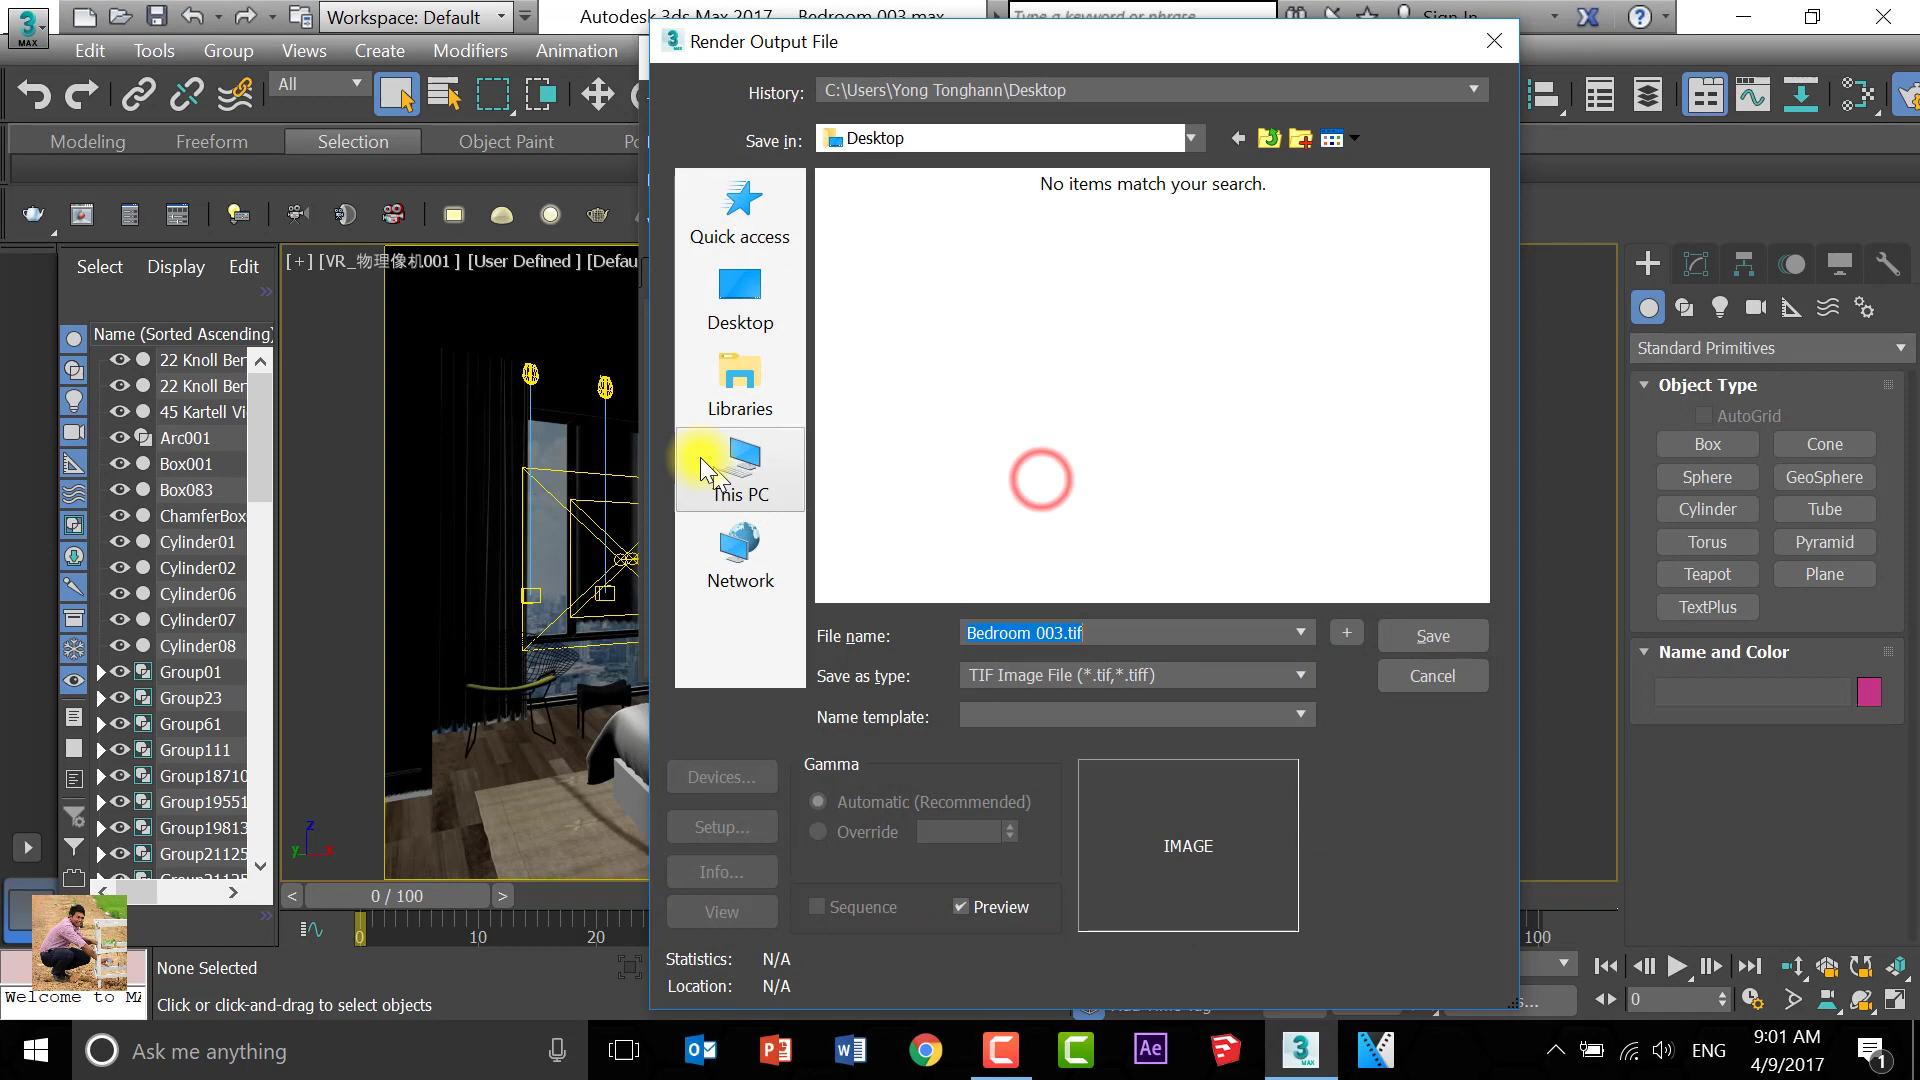 MAX
Workspace: Default
Autodesk 3ds Max 2017
Bedroom 003.max
Type a keyword or phrase
Sign In
Edit
Tools
Group
Views
Create
Modifiers
Animation
All
Modeling
Freeform
Selection
Object Paint
Select
Display
Edit
Name (Sorted Ascending)
22 Knoll Ber
22 Knoll Ber
45 Kartell Vi
Arc001
Box001
Box083
ChamferBox
Cylinder01
Cylinder02
Cylinder06
Cylinder07
Cylinder08
Group01
Group23
Group61
Group111
Group18710
Group19551
Group19813
Group21125
[+] [VR_物理像机001 ] [User Defined ] [Defau
z
y
x
0 / 100
0
10
20
100
None Selected
Click or click-and-drag to select objects
Welcome to MA
Render Output File
History:
C:\Users\Yong Tonghann\Desktop
Save in:
Desktop
No items match your search.
Quick access
Desktop
Libraries
This PC
Network
File name:
Bedroom 003.tif
+
Save
Save as type:
TIF Image File (*.tif,*.tiff)
Cancel
Name template:
Devices...
Setup...
Info...
View
Gamma
Automatic (Recommended)
Override
Sequence
Preview
IMAGE
Statistics:
N/A
Location:
N/A
Standard Primitives
Object Type
AutoGrid
Box
Cone
Sphere
GeoSphere
Cylinder
Tube
Torus
Pyramid
Teapot
Plane
TextPlus
Name and Color
0
Ask me anything
Ae
3
MAX
ENG
9:01 AM
4/9/2017
1